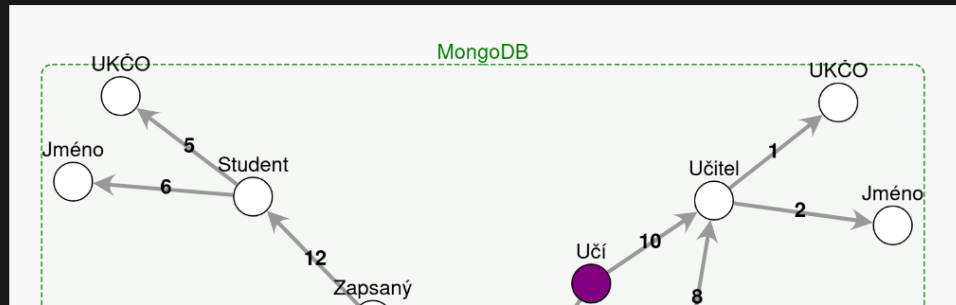 MongoDB
UKČO
UKČO
5
1
Jméno
Student
Učitel
6
Jméno
2
12
Učí
10
Zapsaný
8